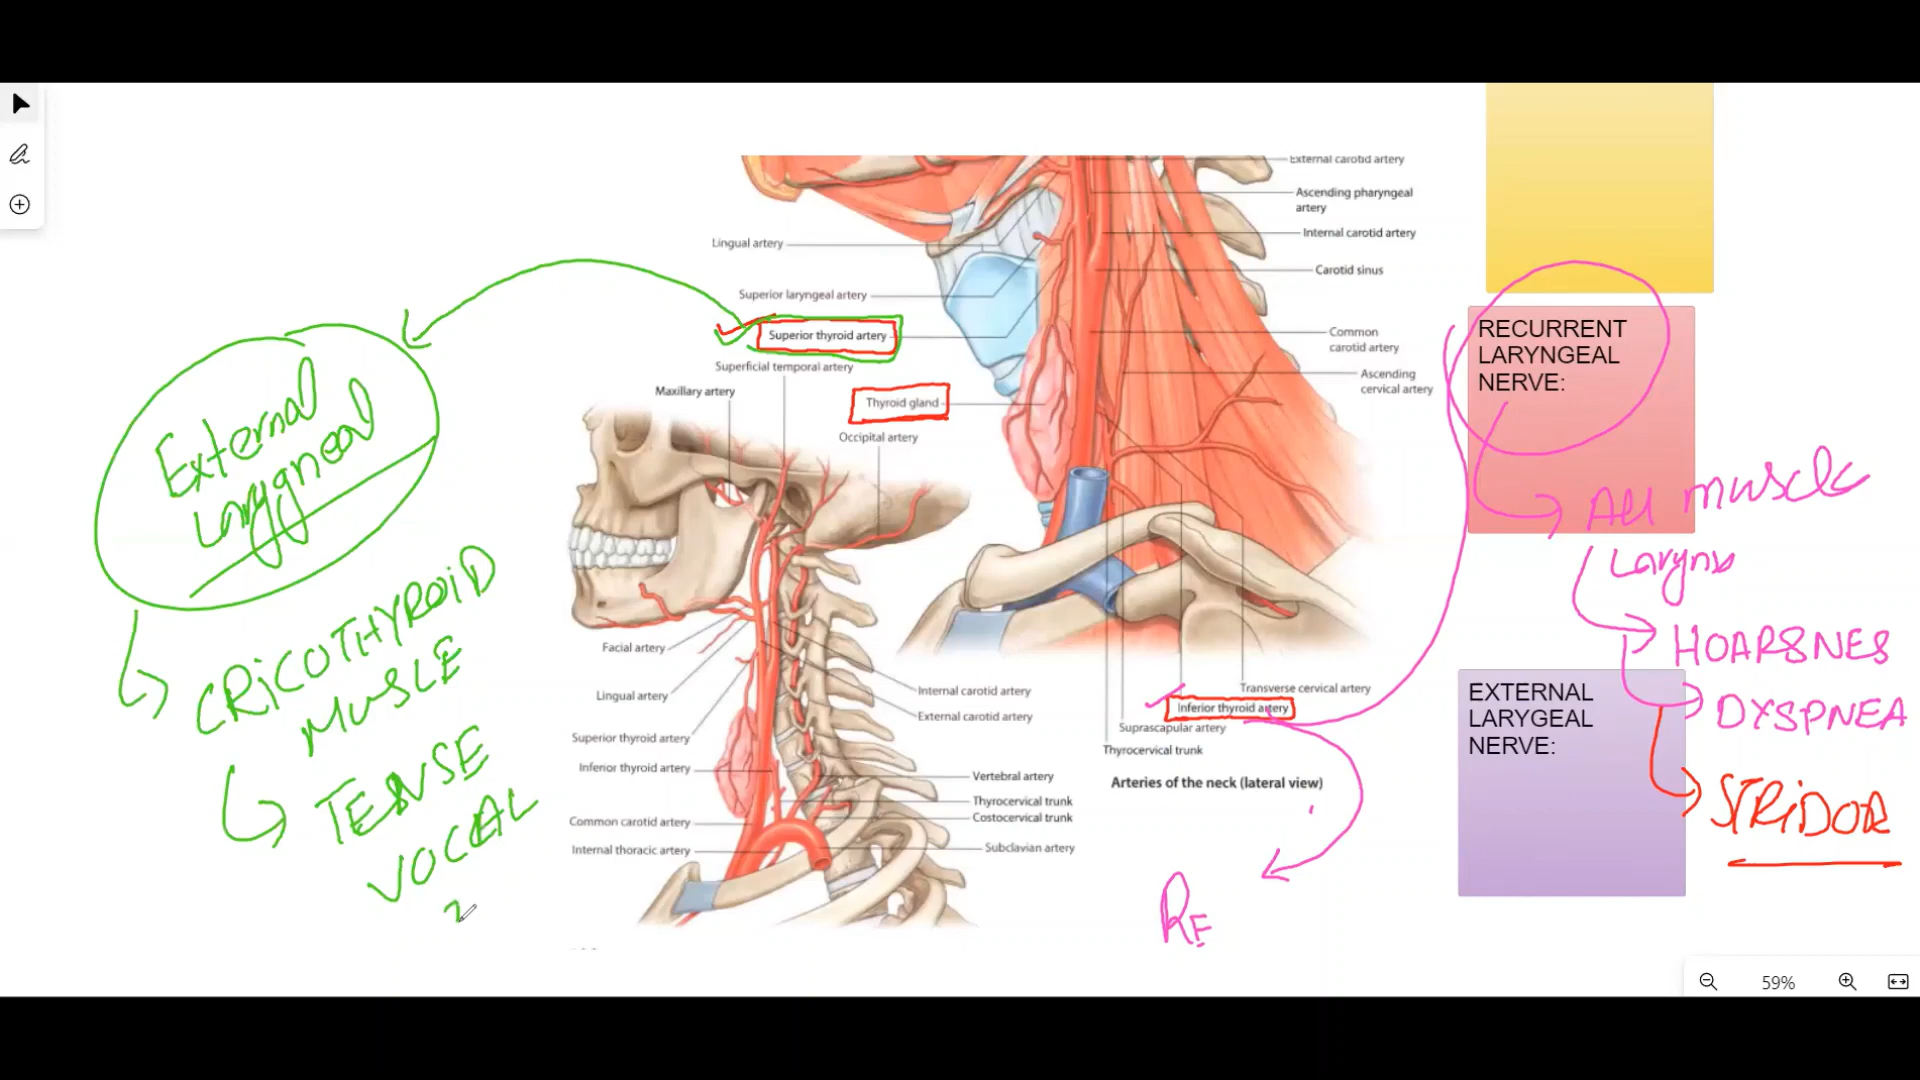 External carotid artery
Ascending pharyngeal
artery
Internal carotid artery
Carotid sinus
Common
carotid artery
Ascending
cervical artery
Lingual artery
Superior laryngeal artery
Superior thyroid artery
Superficial temporal artery
Maxillary artery
Thyroid gland
Occipital artery
Facial artery
Lingual artery
Superior thyroid artery
Inferior thyroid artery
Common carotid artery
Internal thoracic artery
Internal carotid artery
External carotid artery
Vertebral artery
Thyrocervical trunk
Costocervical trunk
Subclavian artery
Transverse cervical artery
Inferior thyroid artery
Suprascapular artery
Thyrocervical trunk
Arteries of the neck (lateral view)
External
CRICOTHYROID
MUSLE
TENSE
VOCAL
RE
RECURRENT
LARYNGEAL
NERVE:
All muscle
Larynx
HOARSNES
DYSPNEA
STRIDOR
EXTERNAL
LARYGEAL
NERVE:
59%